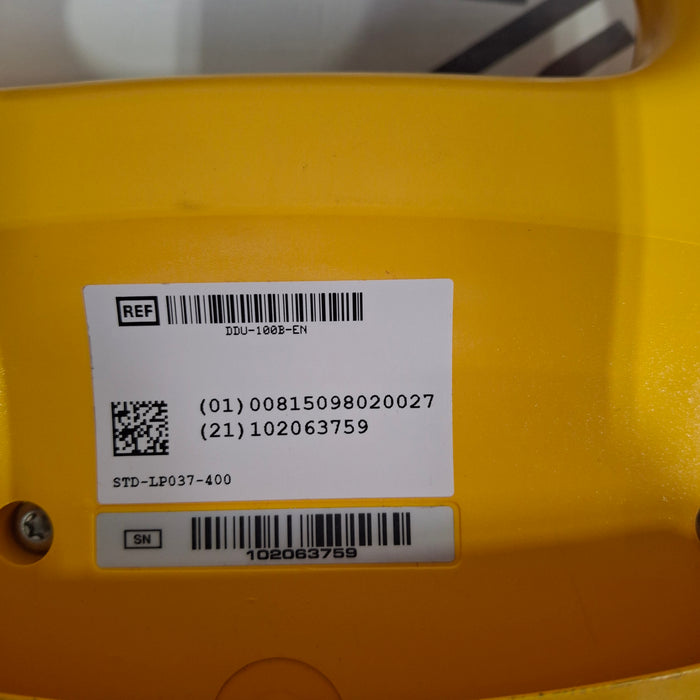 REF
DDU-100B-EN
(01)00815098020027
(21)102063759
STD-LP037-400
SN
102063759